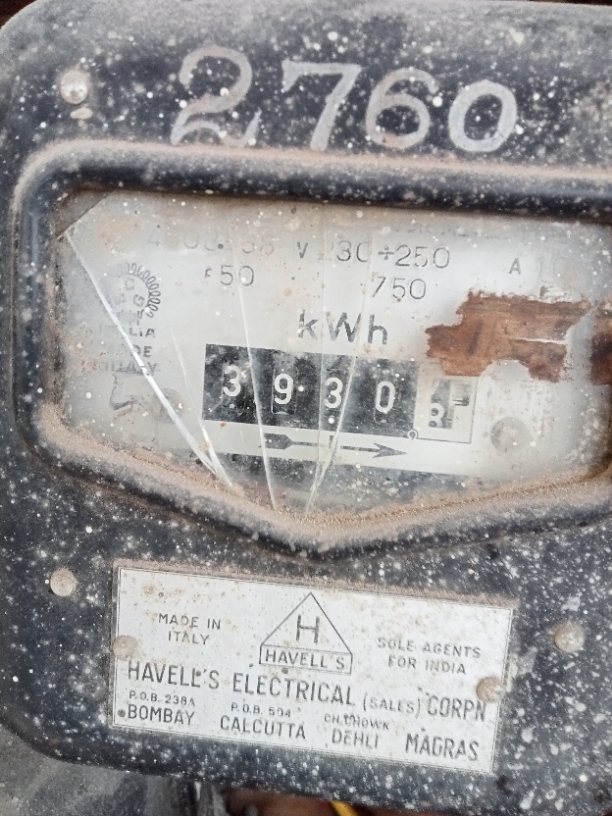 2760
V 230÷250 A
50 750
kWh
3930
MADE IN
ITALY
H
HAVELL'S
SOLE AGENTS
FOR INDIA
HAVELL'S ELECTRICAL (SALES) CORPN
P.O.B. 238A P.O.B. 504 CH.CHOWK
BOMBAY CALCUTTA DEHLI MADRAS